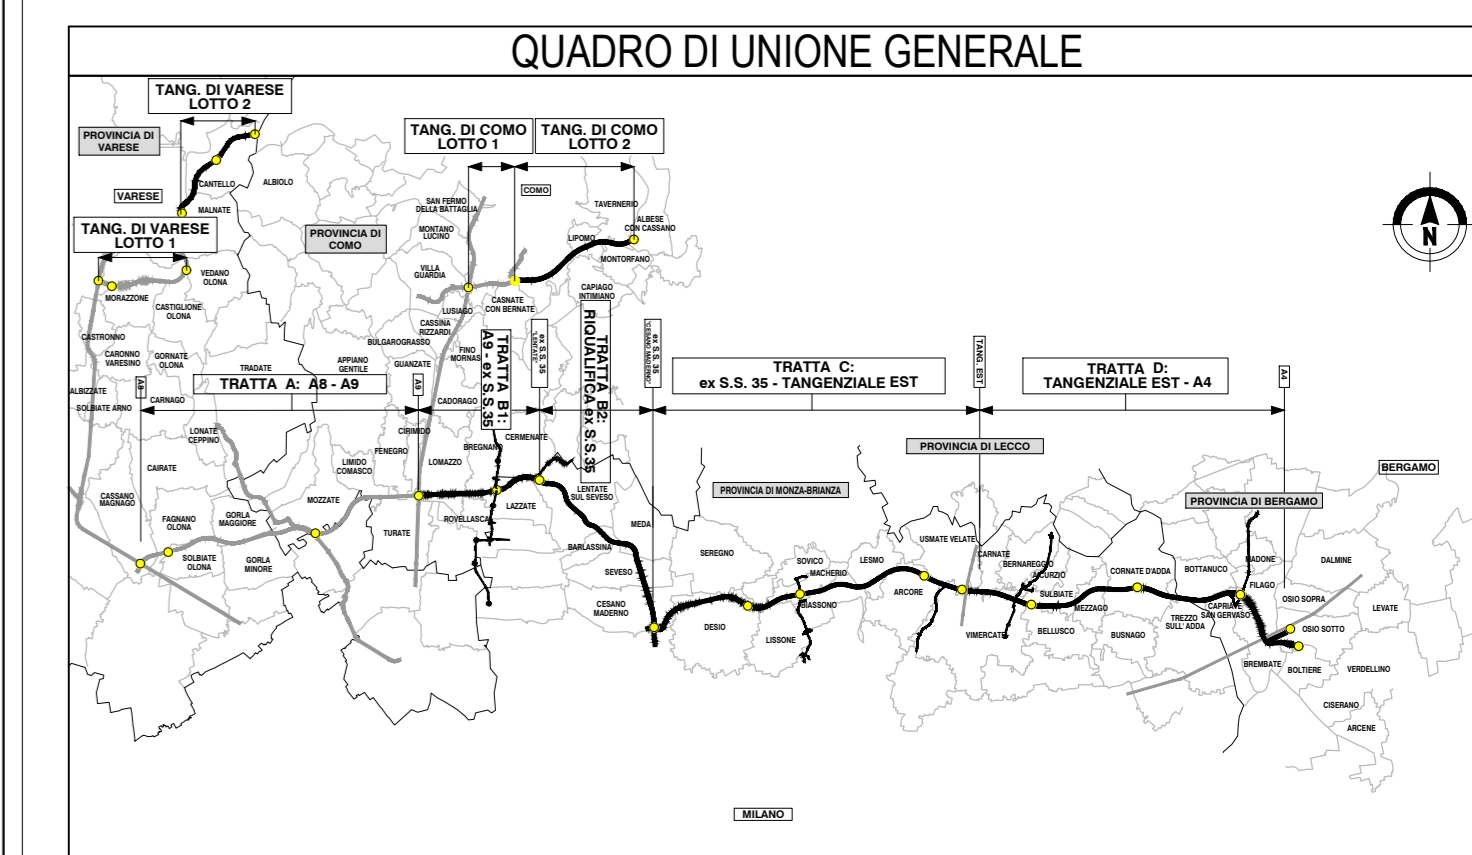 QUADRO DI UNIONE GENERALE
TANG. DI VARESE
LOTTO 2
PROVINCIA DI
VARESE
CANTELLO
ALBIOLO
VARESE
MALNATE
TANG. DI VARESE
LOTTO 1
PROVINCIA DI
COMO
TANG. DI COMO
LOTTO 1
TANG. DI COMO
LOTTO 2
COMO
SAN FERMO
DELLA BATTAGLIA
TAVERNERIO
ALBESE
CON CASSANO
MONTANO
LUCINO
LIPOMO
MONTORFANO
VILLA
GUARDIA
CAPIAGO
INTIMIANO
N
VEDANO
OLONA
MORAZZONE
CASTIGLIONE
OLONA
LUSIAGO
CASNATE
CON BERNATE
CASSINA
RIZZARDI
CASTRONNO
BULGAROGRASSO
CARONNO
VARESINO
GORNATE
OLONA
TRADATE
APPIANO
GENTILE
GUANZATE
FINO
MORNAS
ALBIZZATE
SOLBIATE ARNO
CARNAGO
CADORAGO
A8
TRATTA A: A8 - A9
A9
TRATTA B1:
A9 - ex S.S.35
ex S.S. 35
"LENTATE"
TRATTA B2:
RIQUALIFICA ex S.S.35
ex S.S. 35
"CESANO MADERNO"
TRATTA C:
ex S.S. 35 - TANGENZIALE EST
TANG. EST
TRATTA D:
TANGENZIALE EST - A4
A4
LONATE
CEPPINO
CIRIMIDO
CERMENATE
BREGNANO
FENEGRO
LIMIDO
COMASCO
LOMAZZO
CAIRATE
PROVINCIA DI LECCO
BERGAMO
CASSANO
MAGNAGO
MOZZATE
LENTATE
SUL SEVESO
PROVINCIA DI MONZA-BRIANZA
PROVINCIA DI BERGAMO
FAGNANO
OLONA
GORLA
MAGGIORE
ROVELLASCA
LAZZATE
MEDA
TURATE
USMATE VELATE
SOLBIATE
OLONA
GORLA
MINORE
BARLASSINA
SEREGNO
SOVICO
LESMO
CARNATE
BERNAREGGIO
MADONE
DALMINE
SEVESO
MACHERIO
AICURZIO
CORNATE D'ADDA
BOTTANUCO
FILAGO
ARCORE
SULBIATE
OSIO SOPRA
CESANO
MADERNO
BIASSONO
MEZZAGO
CAPRIATE
SAN GERVASO
LEVATE
DESIO
LISSONE
VIMERCATE
BELLUSCO
BUSNAGO
TREZZO
SULL' ADDA
OSIO SOTTO
BREMBATE
BOLTIERE
VERDELLINO
CISERANO
ARCENE
MILANO